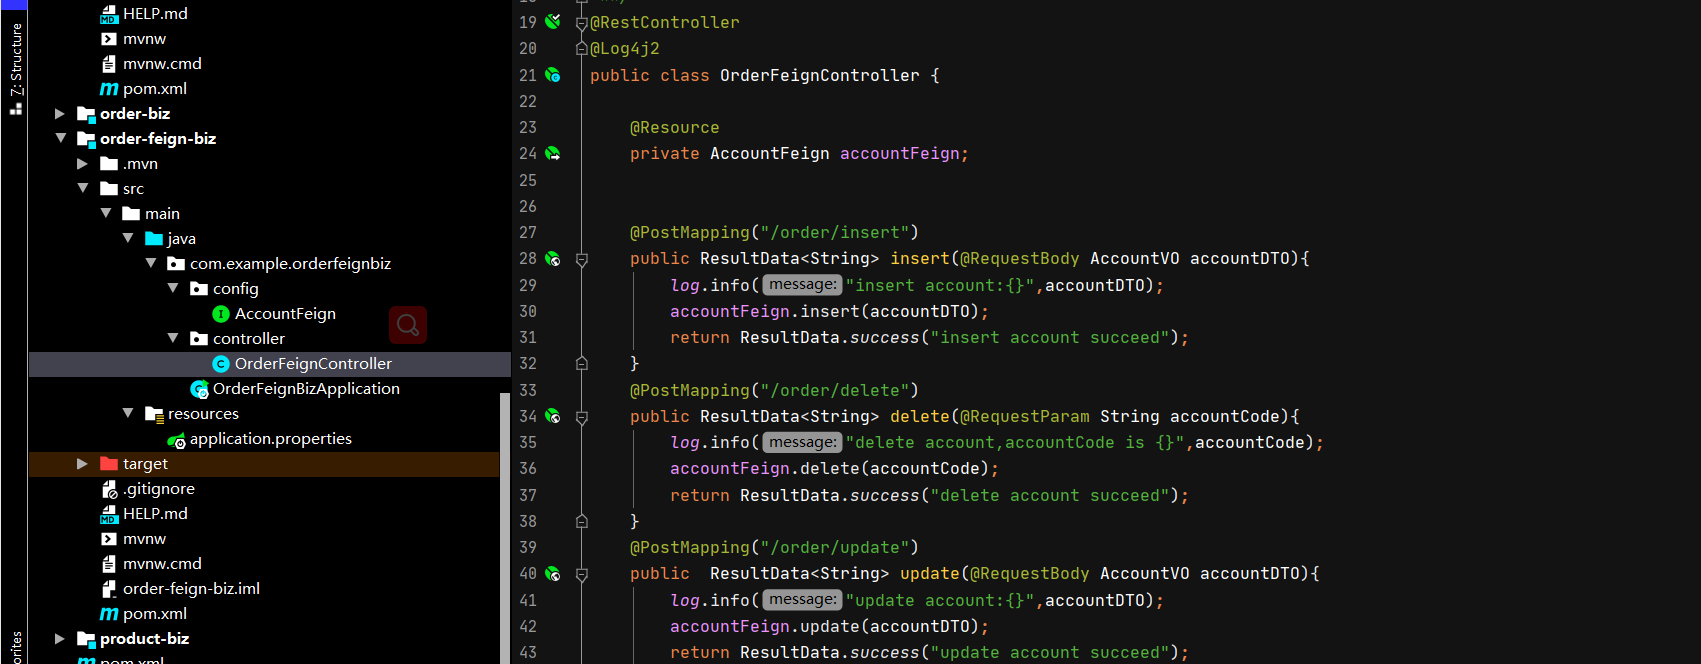 7: Structure
HELP.md
mvnw
mvnw.cmd
pom.xml
order-biz
order-feign-biz
.mvn
src
main
java
com.example.orderfeignbiz
config
AccountFeign
controller
OrderFeignController
OrderFeignBizApplication
resources
application.properties
target
.gitignore
HELP.md
mvnw
mvnw.cmd
order-feign-biz.iml
pom.xml
product-biz
pom.xml
19 @RestController
20 @Log4j2
21 public class OrderFeignController {
22
23 @Resource
24 private AccountFeign accountFeign;
25
26
27 @PostMapping("/order/insert")
28 public ResultData<String> insert(@RequestBody AccountVO accountDTO){
29 log.info( message: "insert account:{}",accountDTO);
30 accountFeign.insert(accountDTO);
31 return ResultData.success("insert account succeed");
32 }
33 @PostMapping("/order/delete")
34 public ResultData<String> delete(@RequestParam String accountCode){
35 log.info( message: "delete account,accountCode is {}",accountCode);
36 accountFeign.delete(accountCode);
37 return ResultData.success("delete account succeed");
38 }
39 @PostMapping("/order/update")
40 public  ResultData<String> update(@RequestBody AccountVO accountDTO){
41 log.info( message: "update account:{}",accountDTO);
42 accountFeign.update(accountDTO);
43 return ResultData.success("update account succeed");